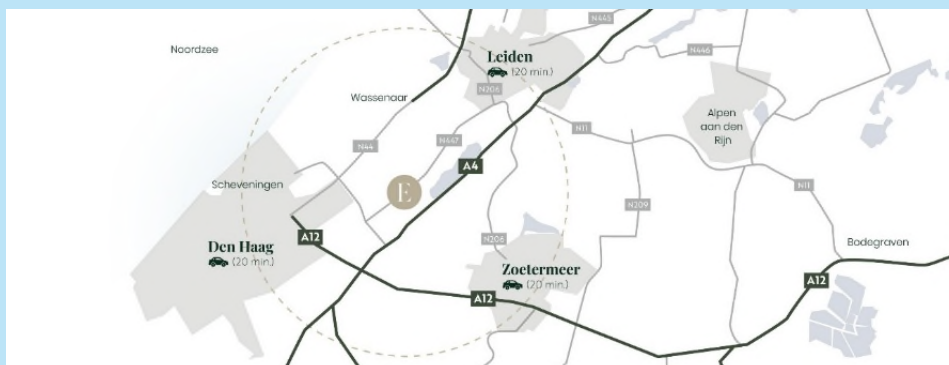 N445
Noordzee
Leiden
(20 min.)
N446
N206
Wassenaar
Alpen
aan den
Rijn
N11
N44
N447
A4
Scheveningen
E
N11
N209
A12
N206
Den Haag
(20 min.)
Bodegraven
Zoetermeer
(20 min.)
A12
A12